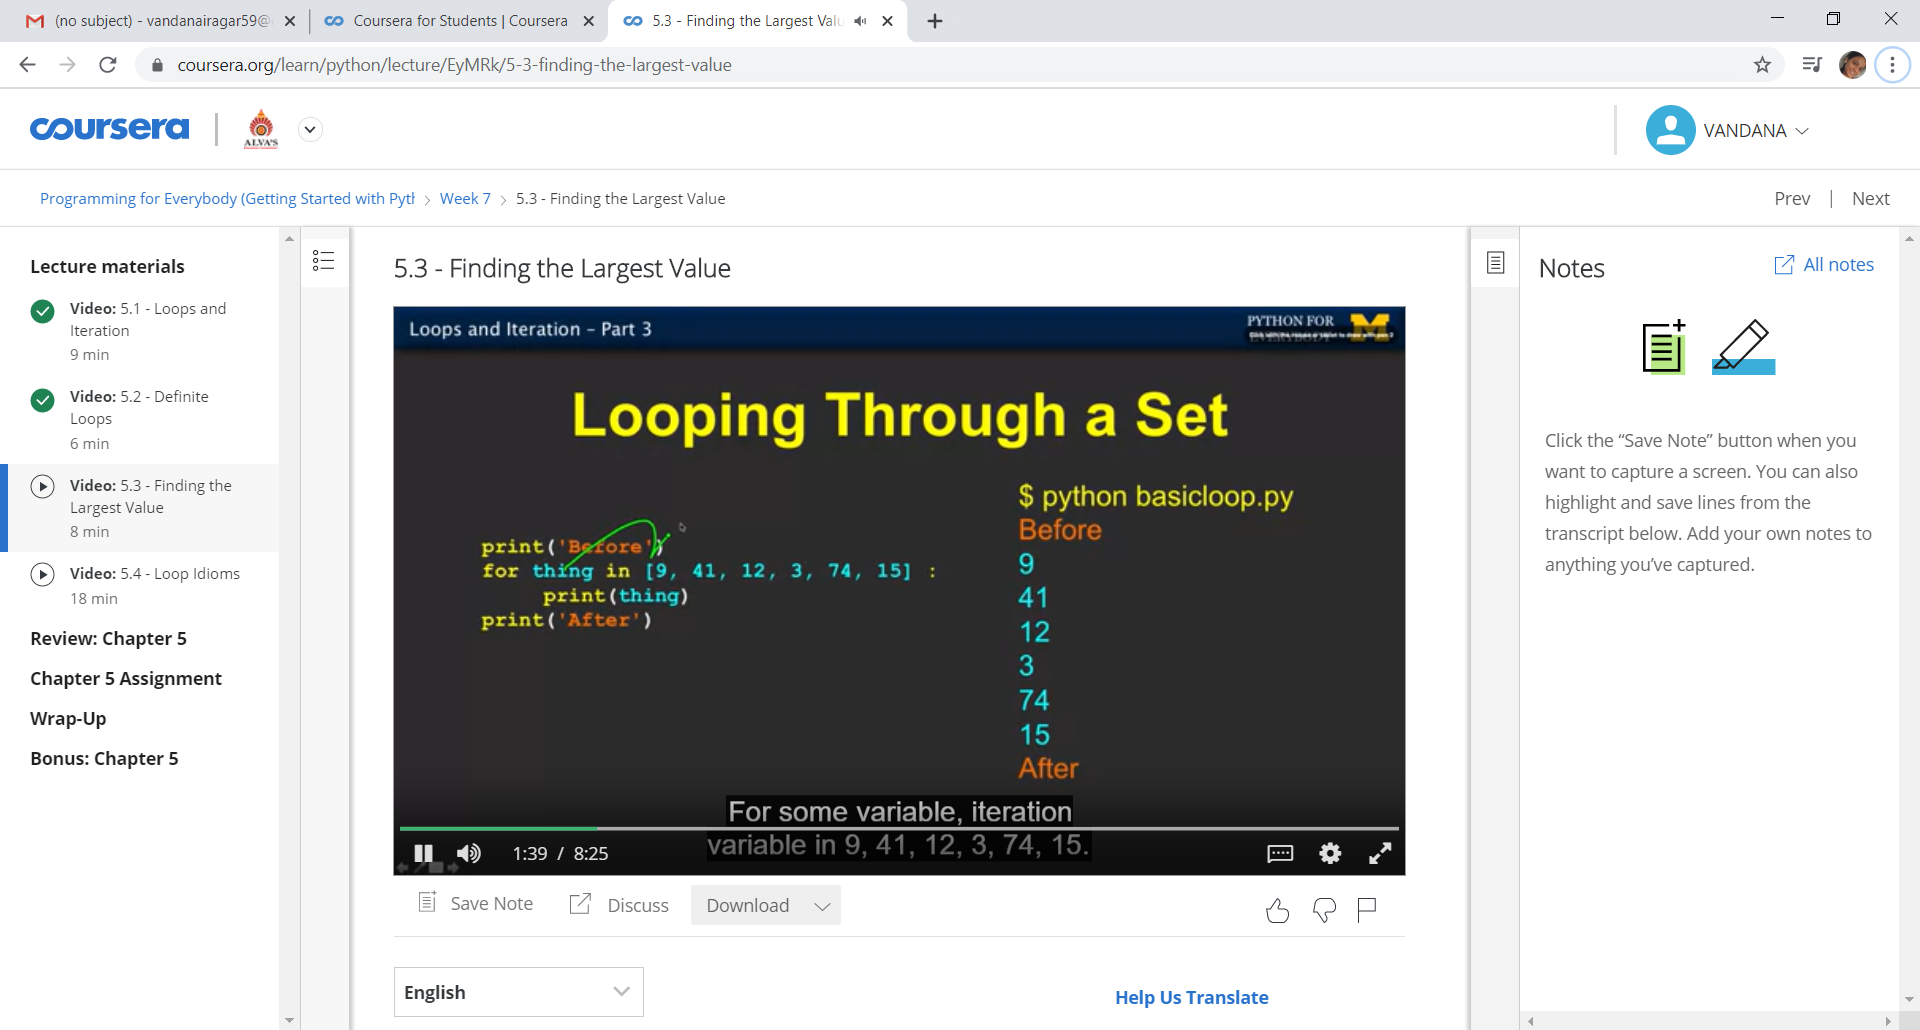 (no subject) - vandanairagar59@
Coursera for Students | Coursera
5.3 - Finding the Largest Valu
coursera.org/learn/python/lecture/EyMRk/5-3-finding-the-largest-value
coursera
ALVA'S
VANDANA
Programming for Everybody (Getting Started with Pyth
Week 7
5.3 - Finding the Largest Value
Prev | Next
Lecture materials
Video: 5.1 - Loops and
Iteration
9 min
Video: 5.2 - Definite
Loops
6 min
Video: 5.3 - Finding the
Largest Value
8 min
Video: 5.4 - Loop Idioms
18 min
Review: Chapter 5
Chapter 5 Assignment
Wrap-Up
Bonus: Chapter 5
5.3 - Finding the Largest Value
Loops and Iteration – Part 3
PYTHON FOR
EVERYBODY
Looping Through a Set
print('Before')
for thing in [9, 41, 12, 3, 74, 15] :
print(thing)
print('After')
$ python basicloop.py
Before
9
41
12
3
74
15
After
For some variable, iteration
variable in 9, 41, 12, 3, 74, 15.
1:39 / 8:25
Save Note
Discuss
Download
English
Help Us Translate
Notes
All notes
Click the “Save Note” button when you
want to capture a screen. You can also
highlight and save lines from the
transcript below. Add your own notes to
anything you’ve captured.